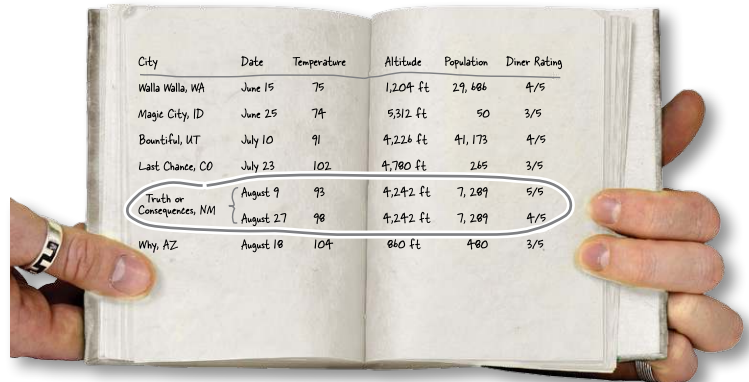 City Date Temperature Altitude Population Diner Rating
Walla Walla, WA June 15 75 1,204 ft 29,686 4/5
Magic City, ID June 25 74 5,312 ft 50 3/5
Bountiful, UT July 10 91 4,226 ft 41,173 4/5
Last Chance, CO July 23 102 4,780 ft 265 3/5
Truth or Consequences, NM August 9 93 4,242 ft 7,289 5/5
August 27 98 4,242 ft 7,289 4/5
Why, AZ August 18 104 860 ft 480 3/5